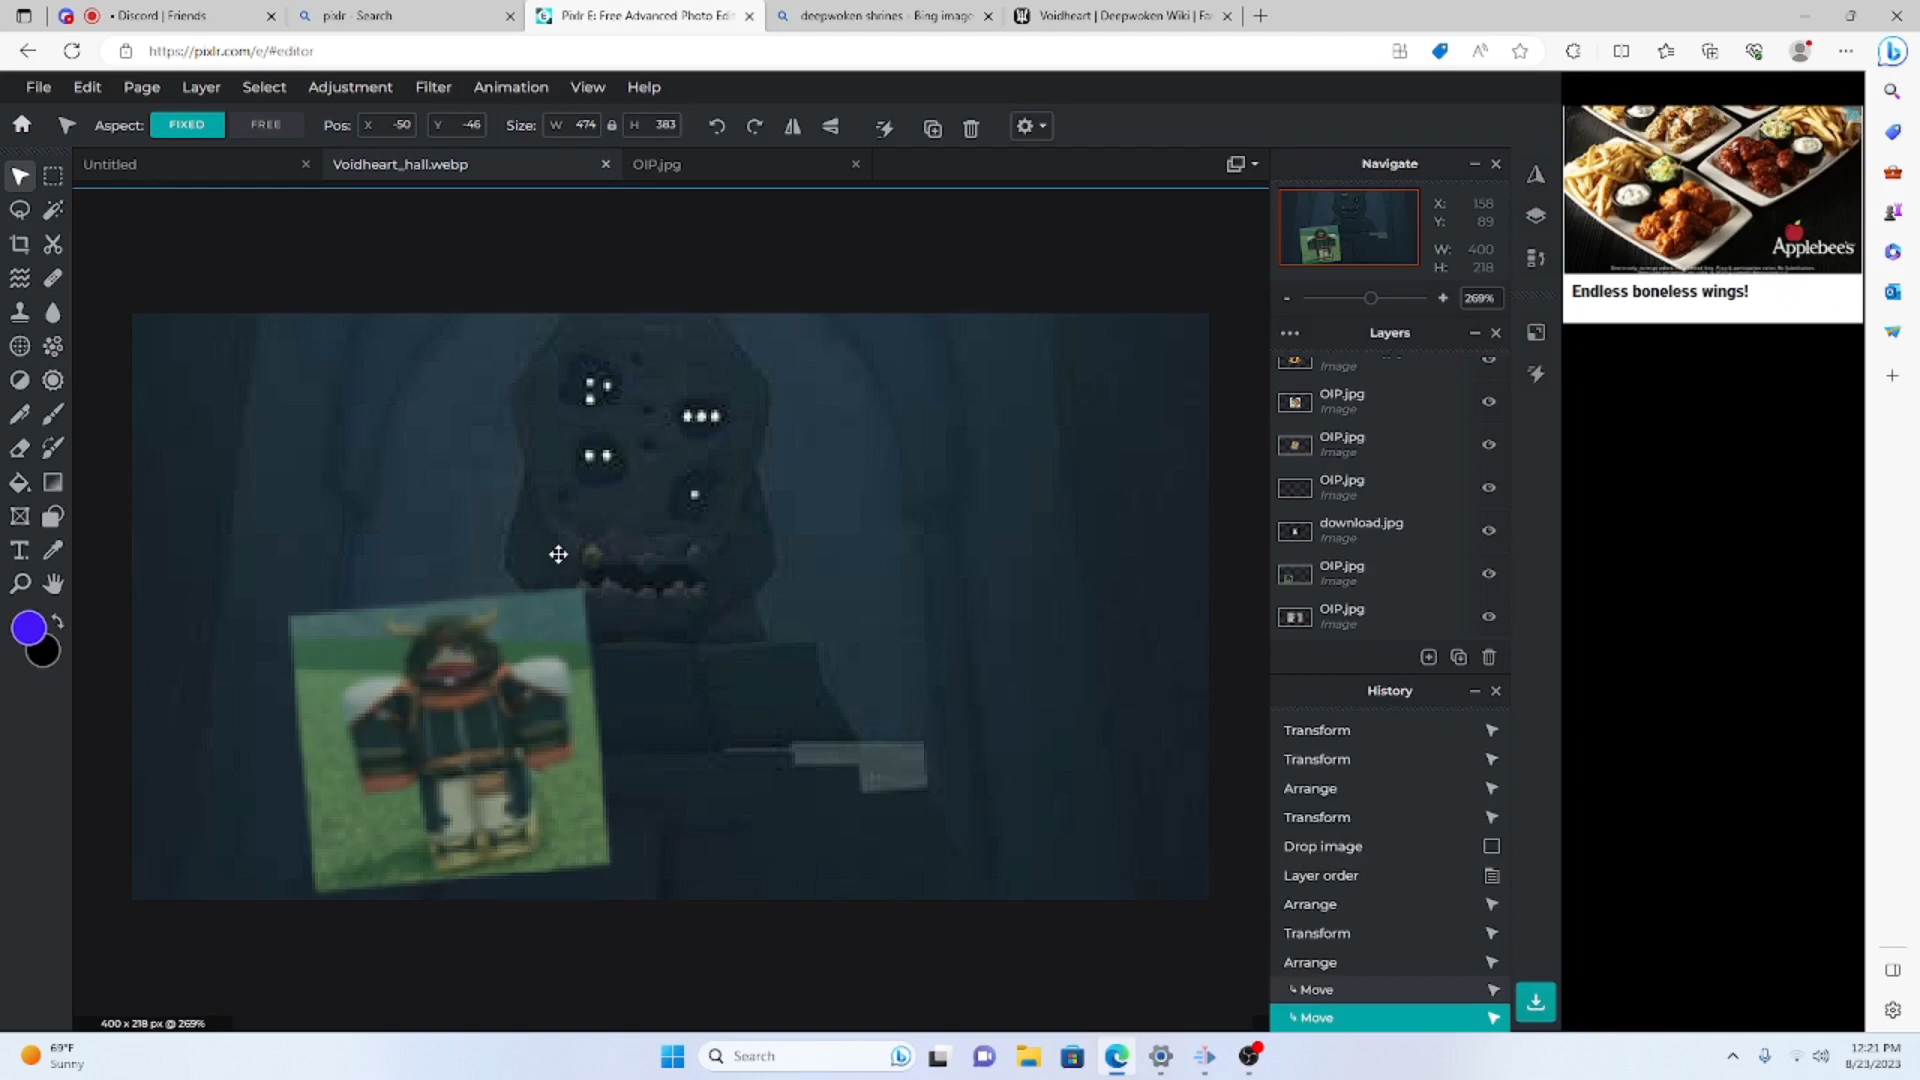 Discord | Friends
pixlr - Search
Pixlr E: Free Advanced Photo Edi
deepwoken shrines - Bing image
Voidheart | Deepwoken Wiki | Fa
https://pixlr.com/e/#editor
File Edit Page Layer Select Adjustment Filter Animation View Help
Aspect: FIXED FREE Pos: X -50 Y -46 Size: W 474 H 383
Untitled
Voidheart_hall.webp
OIP.jpg
Navigate
X: 158
Y: 89
W: 400
H: 218
269%
Layers
Image
OIP.jpg
Image
OIP.jpg
Image
OIP.jpg
Image
download.jpg
Image
OIP.jpg
Image
OIP.jpg
Image
History
Transform
Transform
Arrange
Transform
Drop image
Layer order
Arrange
Transform
Arrange
Move
Move
400 x 218 px @ 269%
Applebee's
Endless boneless wings!
69°F
Sunny
Search
12:21 PM
8/23/2023